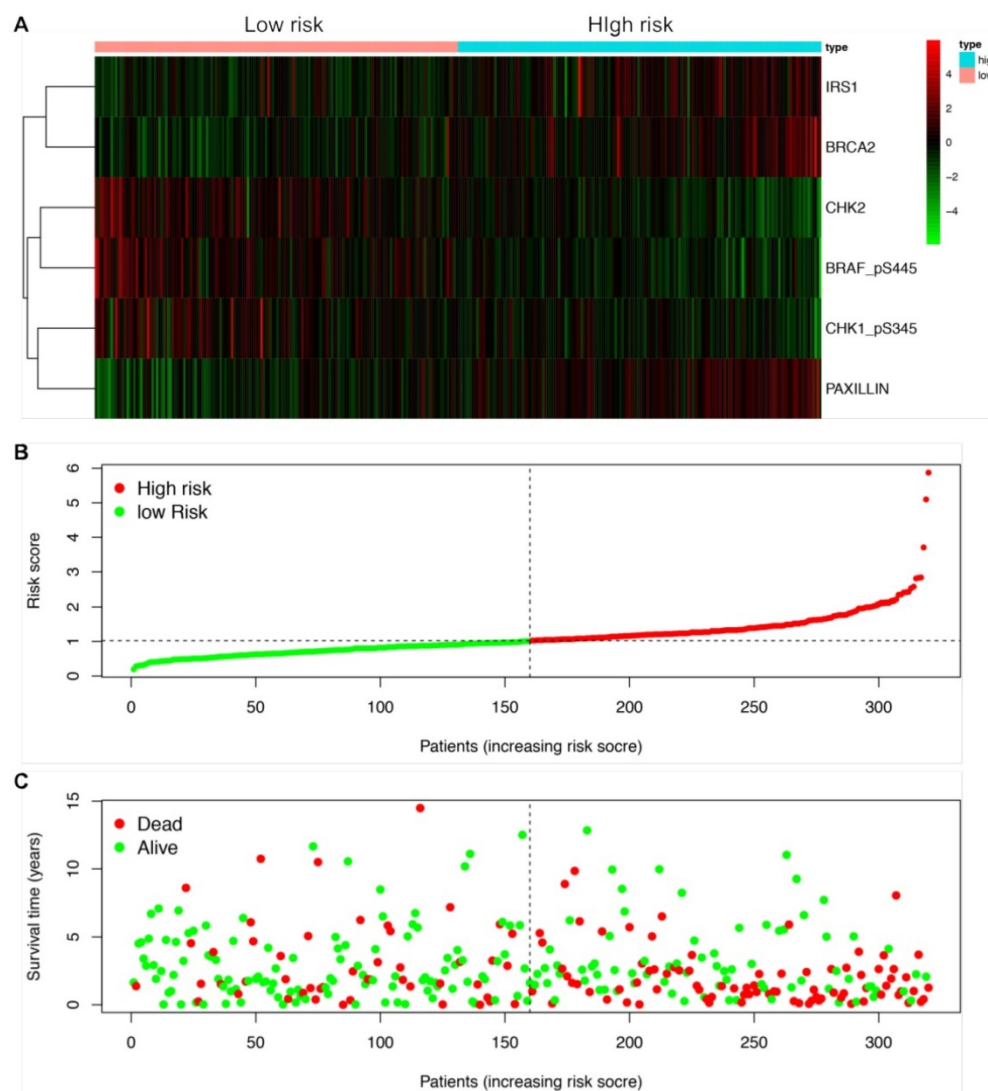 A
Low risk
HIgh risk
type
IRS1
BRCA2
CHK2
BRAF_pS445
CHK1_pS345
PAXILLIN
4
2
0
−2
−4
type
hig
low
B
High risk
low Risk
Risk score
6
5
4
3
2
1
0
0 50 100 150 200 250 300
Patients (increasing risk socre)
C
Dead
Alive
Survival time (years)
15
10
5
0
0 50 100 150 200 250 300
Patients (increasing risk socre)